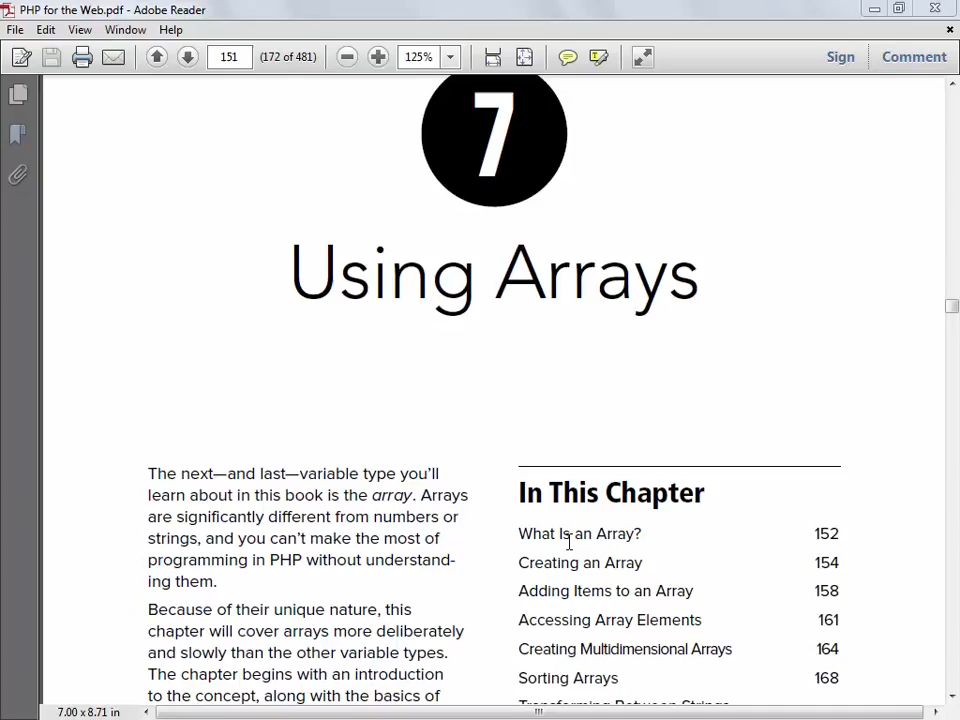 PHP for the Web.pdf - Adobe Reader
File Edit View Window Help
151 (172 of 481) 125% Sign Comment
7
Using Arrays
The next—and last—variable type you'll
learn about in this book is the array. Arrays
are significantly different from numbers or
strings, and you can't make the most of
programming in PHP without understand-
ing them.
Because of their unique nature, this
chapter will cover arrays more deliberately
and slowly than the other variable types.
The chapter begins with an introduction
to the concept, along with the basics of
In This Chapter
What Is an Array? 152
Creating an Array 154
Adding Items to an Array 158
Accessing Array Elements 161
Creating Multidimensional Arrays 164
Sorting Arrays 168
Transforming Between Strings
7.00 x 8.71 in